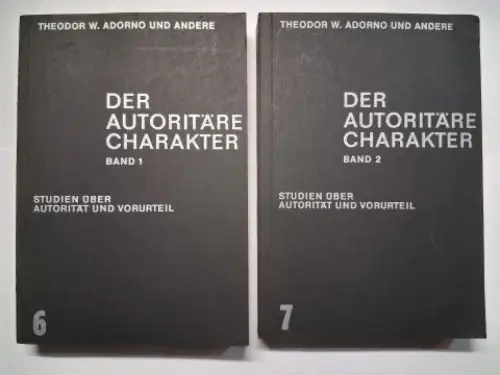 THEODOR W. ADORNO UND ANDERE
DER
AUTORITÄRE
CHARAKTER
BAND 1
STUDIEN ÜBER
AUTORITÄT UND VORURTEIL
6
THEODOR W. ADORNO UND ANDERE
DER
AUTORITÄRE
CHARAKTER
BAND 2
STUDIEN ÜBER
AUTORITÄT UND VORURTEIL
7